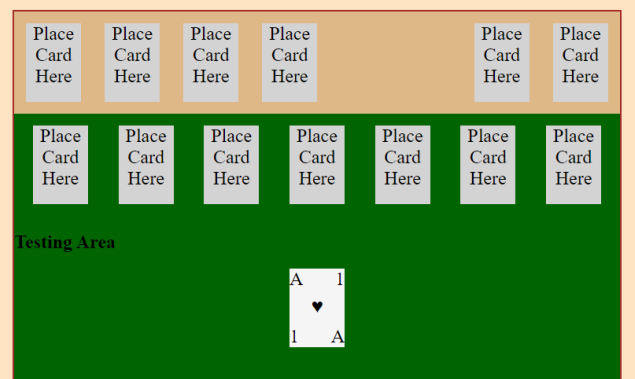 Place Place Place Place Place Place
Card Card Card Card Card Card
Here Here Here Here Here Here
Place Place Place Place Place Place Place
Card Card Card Card Card Card Card
Here Here Here Here Here Here Here
Testing Area
A 1
♥
1 A